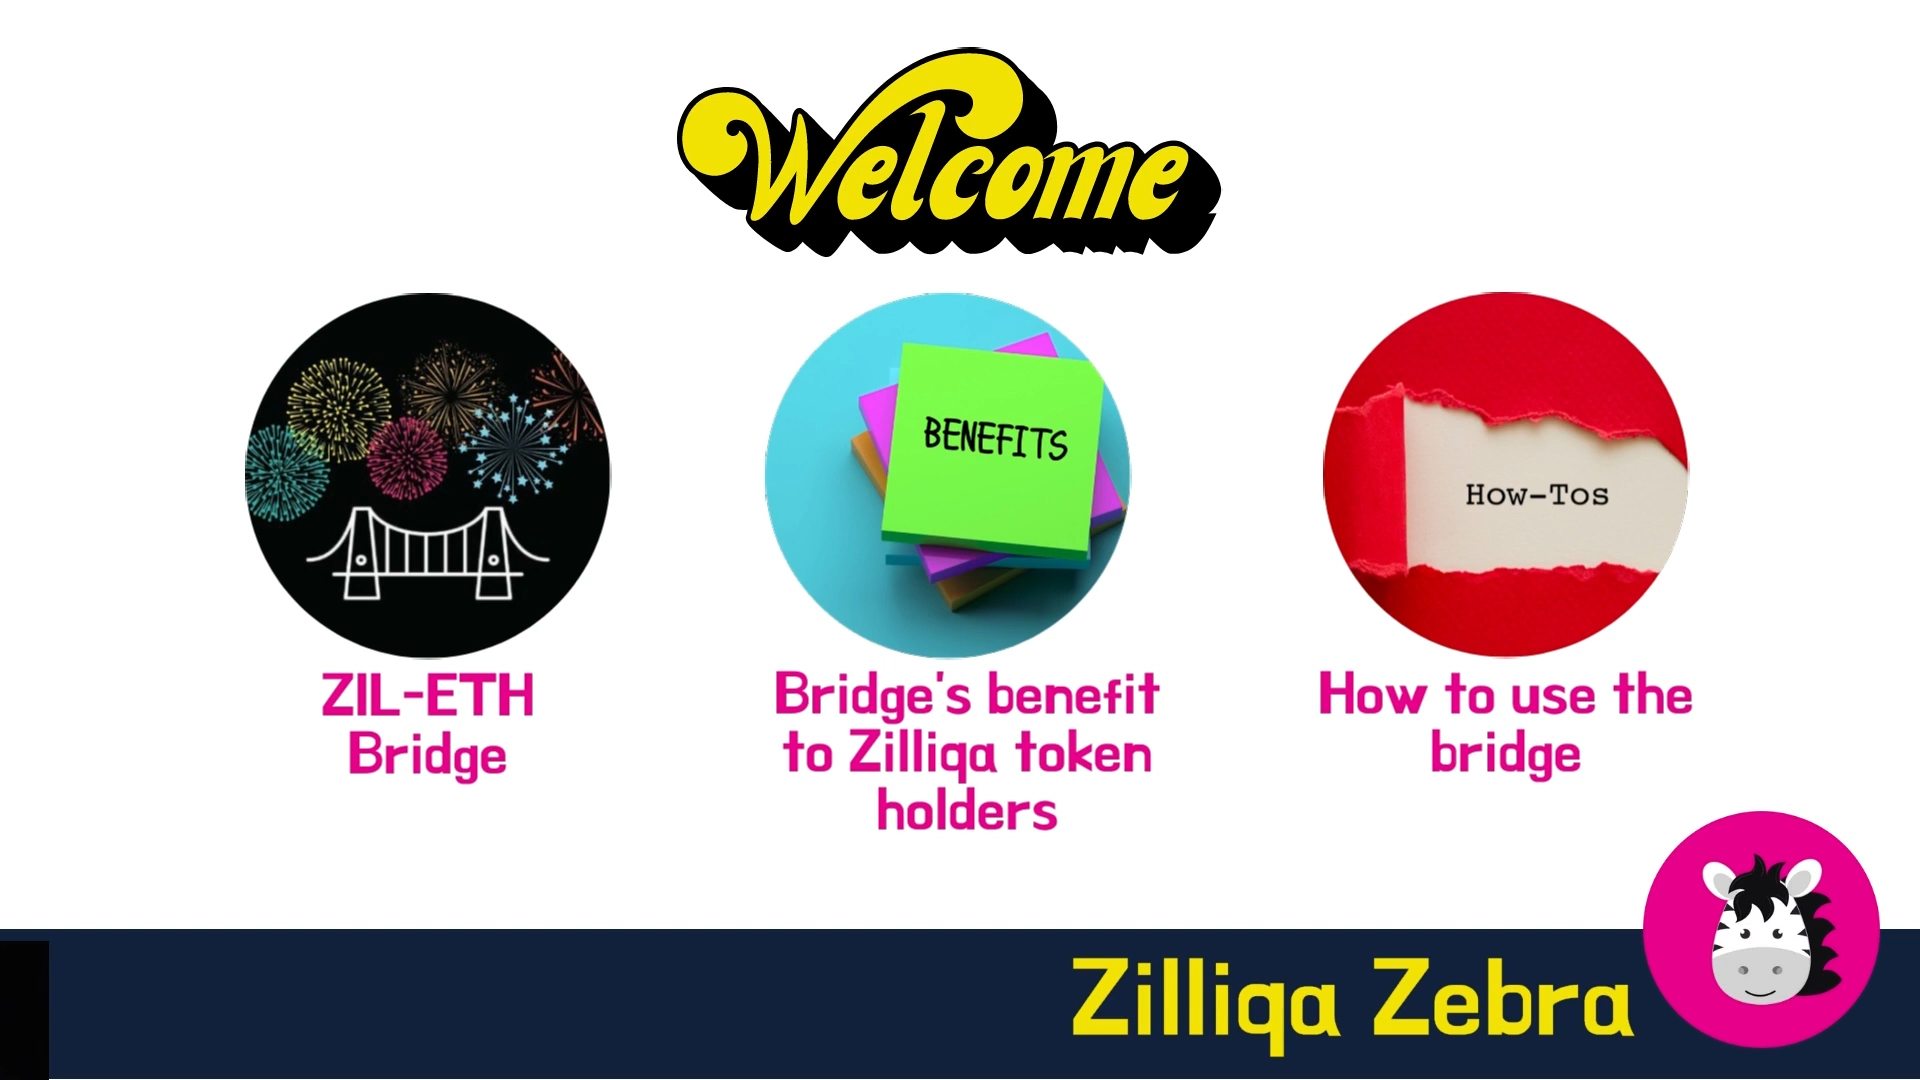 Welcome
BENEFITS
How-Tos
ZIL-ETH
Bridge
Bridge's benefit
to Zilliqa token
holders
How to use the
bridge
Zilliqa Zebra